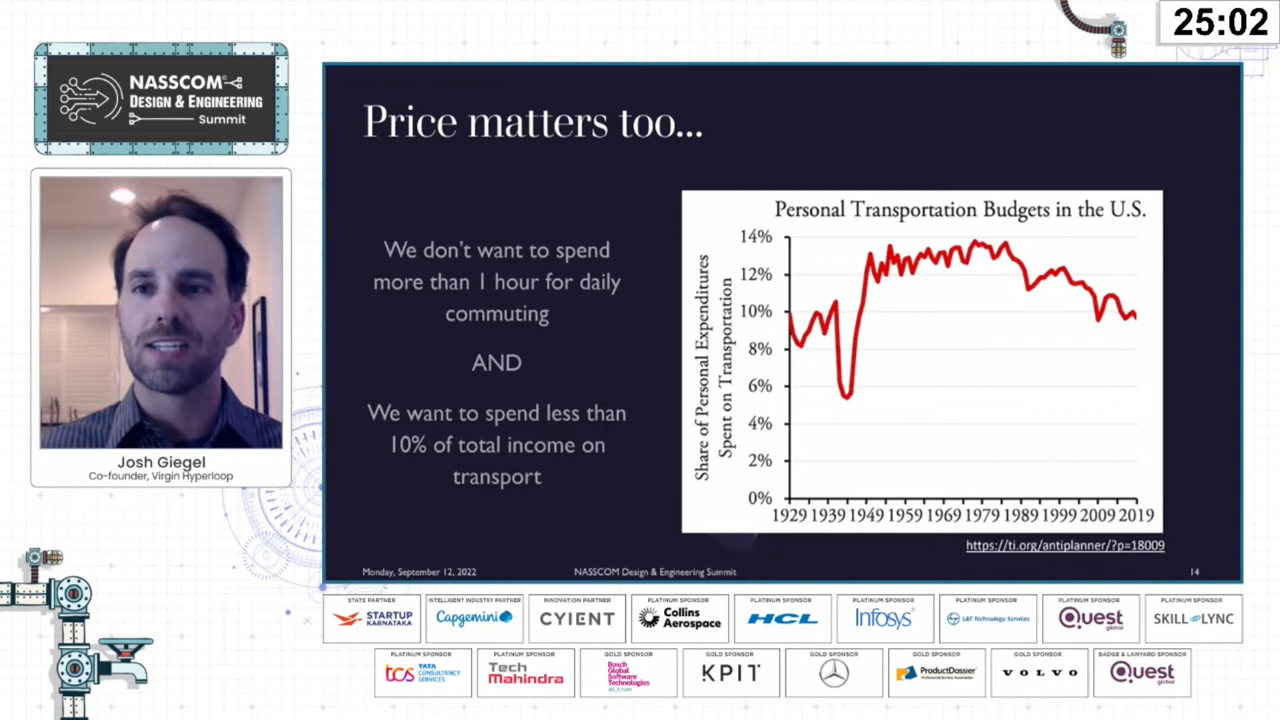 25:02
NASSCOM®
DESIGN & ENGINEERING
Summit
Josh Giegel
Co-founder, Virgin Hyperloop
Price matters too...
We don't want to spend
more than 1 hour for daily
commuting
AND
We want to spend less than
10% of total income on
transport
Personal Transportation Budgets in the U.S.
Share of Personal Expenditures
Spent on Transportation
14%
12%
10%
8%
6%
4%
2%
0%
1929 1939 1949 1959 1969 1979 1989 1999 2009 2019
https://ti.org/antiplanner/?p=18009
Monday, September 12, 2022
NASSCOM Design & Engineering Summit
14
STATE PARTNER
STARTUP
KARNATAKA
INTELLIGENT INDUSTRY PARTNER
Capgemini
INNOVATION PARTNER
CYIENT
PLATINUM SPONSOR
Collins
Aerospace
PLATINUM SPONSOR
HCL
PLATINUM SPONSOR
Infosys®
PLATINUM SPONSOR
L&T Technology Services
PLATINUM SPONSOR
Quest
global
PLATINUM SPONSOR
SKILL LYNC
PLATINUM SPONSOR
tcs TATA
CONSULTANCY
SERVICES
PLATINUM SPONSOR
Tech
Mahindra
GOLD SPONSOR
Bosch
Global
Software
Technologies
GOLD SPONSOR
KPIT
GOLD SPONSOR
GOLD SPONSOR
ProductDossier
GOLD SPONSOR
VOLVO
BADGE & LANYARD SPONSOR
Quest
global